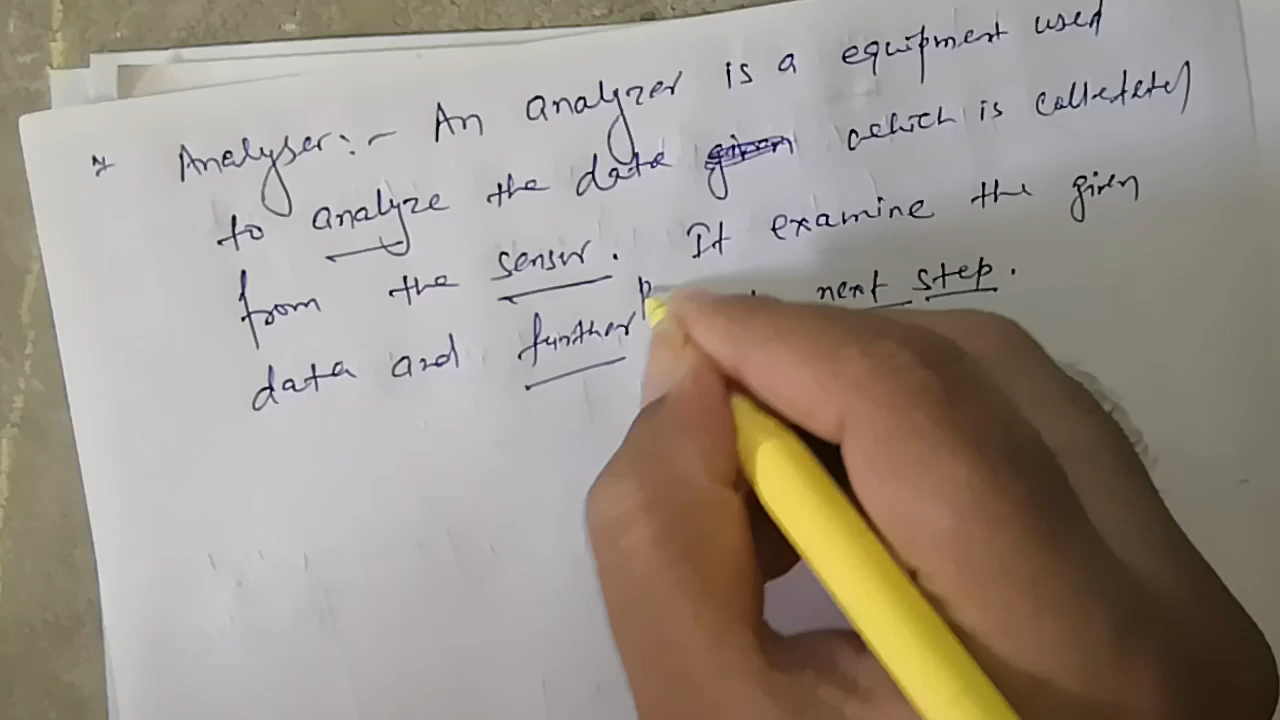 * Analyser:- An analyzer is a equipment used
to analyze the data given which is collected
from the sensor. It examine the given
data and further next step.